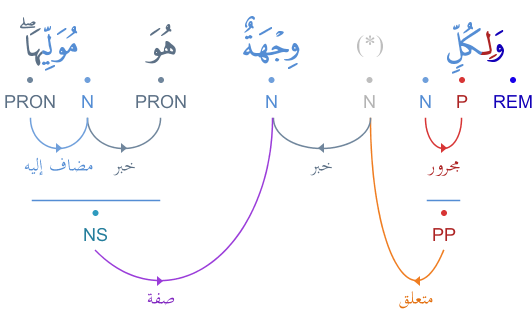 وَلِكُلٍّ (*) وِجْهَةٌ هُوَ مُوَلِّيهَا ۖ
REM P N N N PRON N PRON
مجرور خبر خبر مضاف إليه
PP NS
متعلق صفة